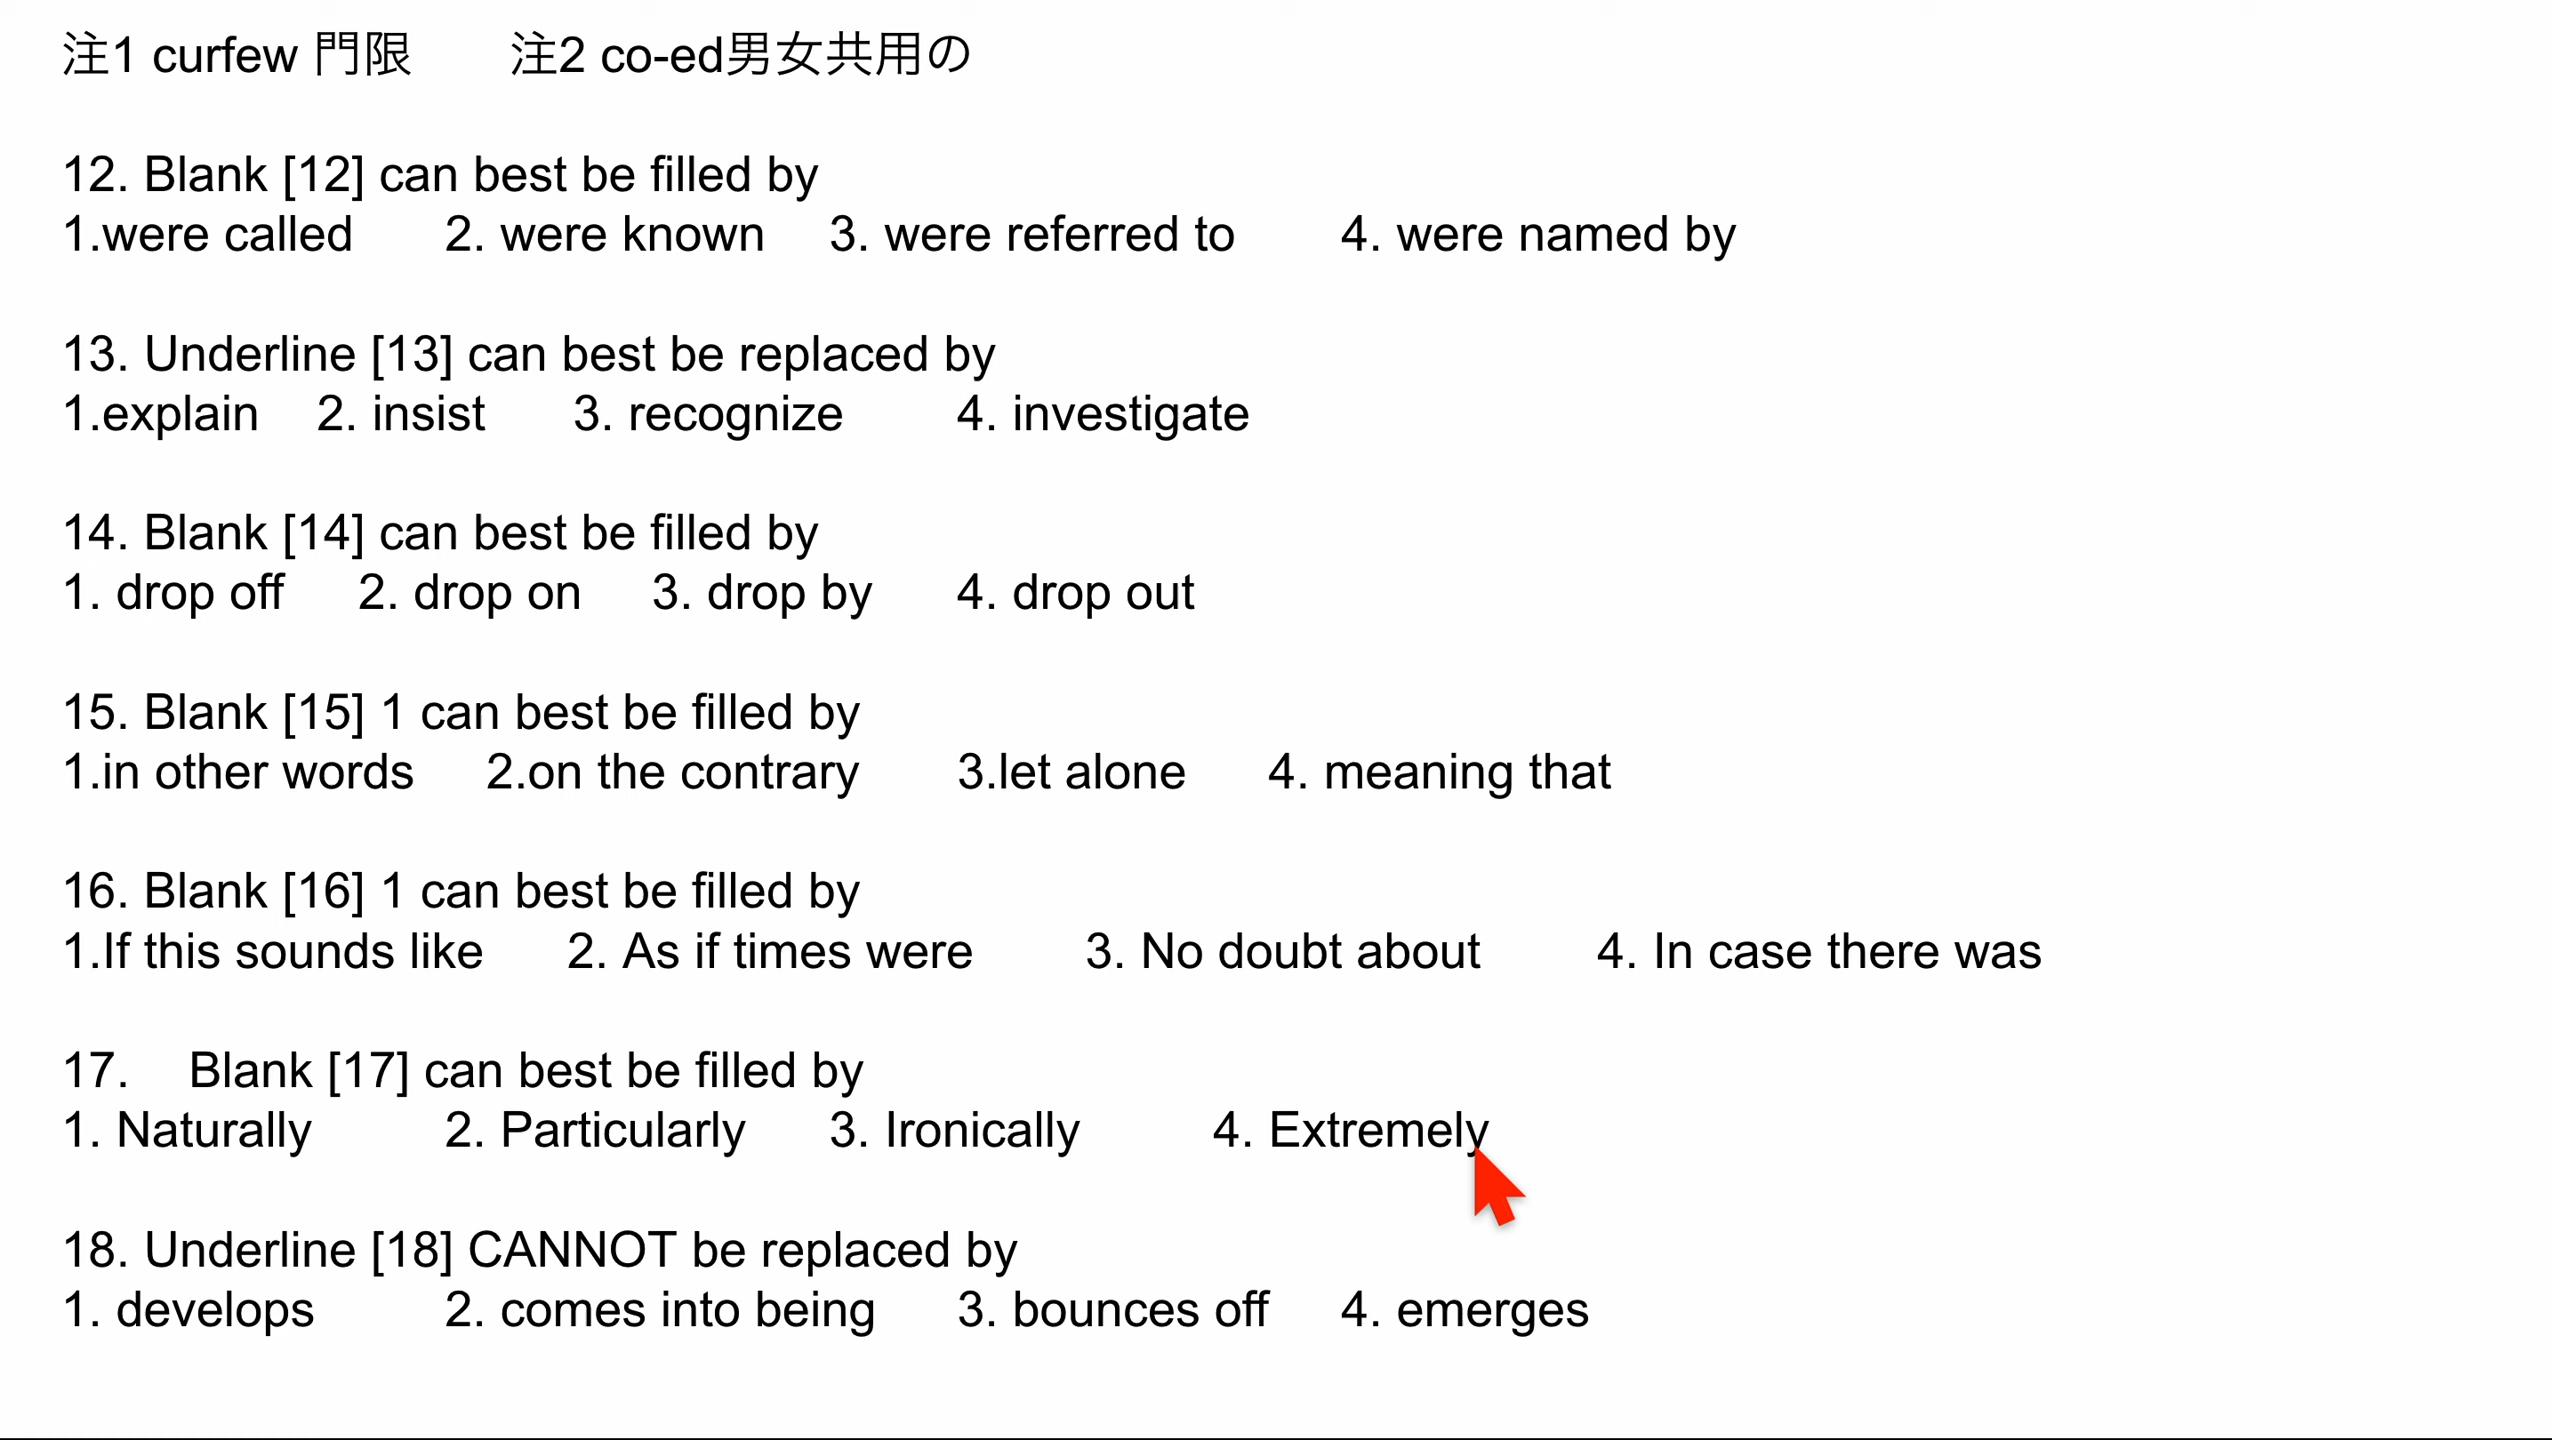 注1 curfew 門限 注2 co-ed男女共用の
12. Blank [12] can best be filled by
1.were called 2. were known 3. were referred to 4. were named by
13. Underline [13] can best be replaced by
1.explain 2. insist 3. recognize 4. investigate
14. Blank [14] can best be filled by
1. drop off 2. drop on 3. drop by 4. drop out
15. Blank [15] 1 can best be filled by
1.in other words 2.on the contrary 3.let alone 4. meaning that
16. Blank [16] 1 can best be filled by
1.If this sounds like 2. As if times were 3. No doubt about 4. In case there was
17. Blank [17] can best be filled by
1. Naturally 2. Particularly 3. Ironically 4. Extremely
18. Underline [18] CANNOT be replaced by
1. develops 2. comes into being 3. bounces off 4. emerges